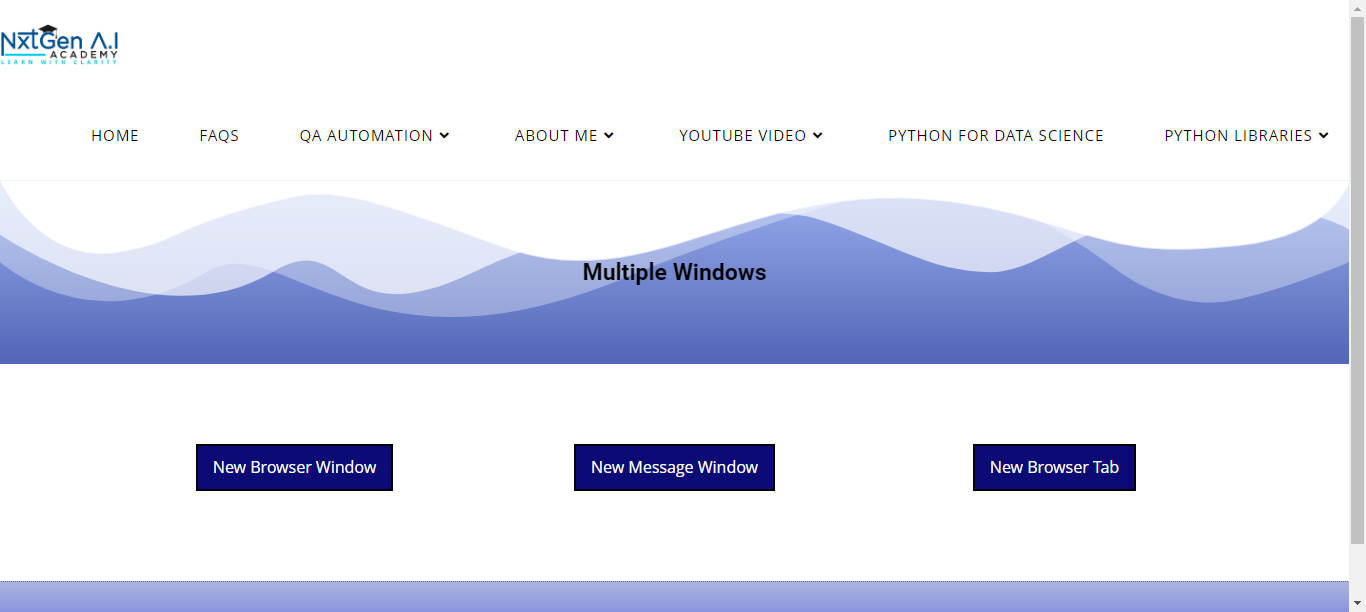 NxtGen A.I
ACADEMY
LEARN WITH CLARITY
HOME FAQS QA AUTOMATION ABOUT ME YOUTUBE VIDEO PYTHON FOR DATA SCIENCE PYTHON LIBRARIES
Multiple Windows
New Browser Window New Message Window New Browser Tab